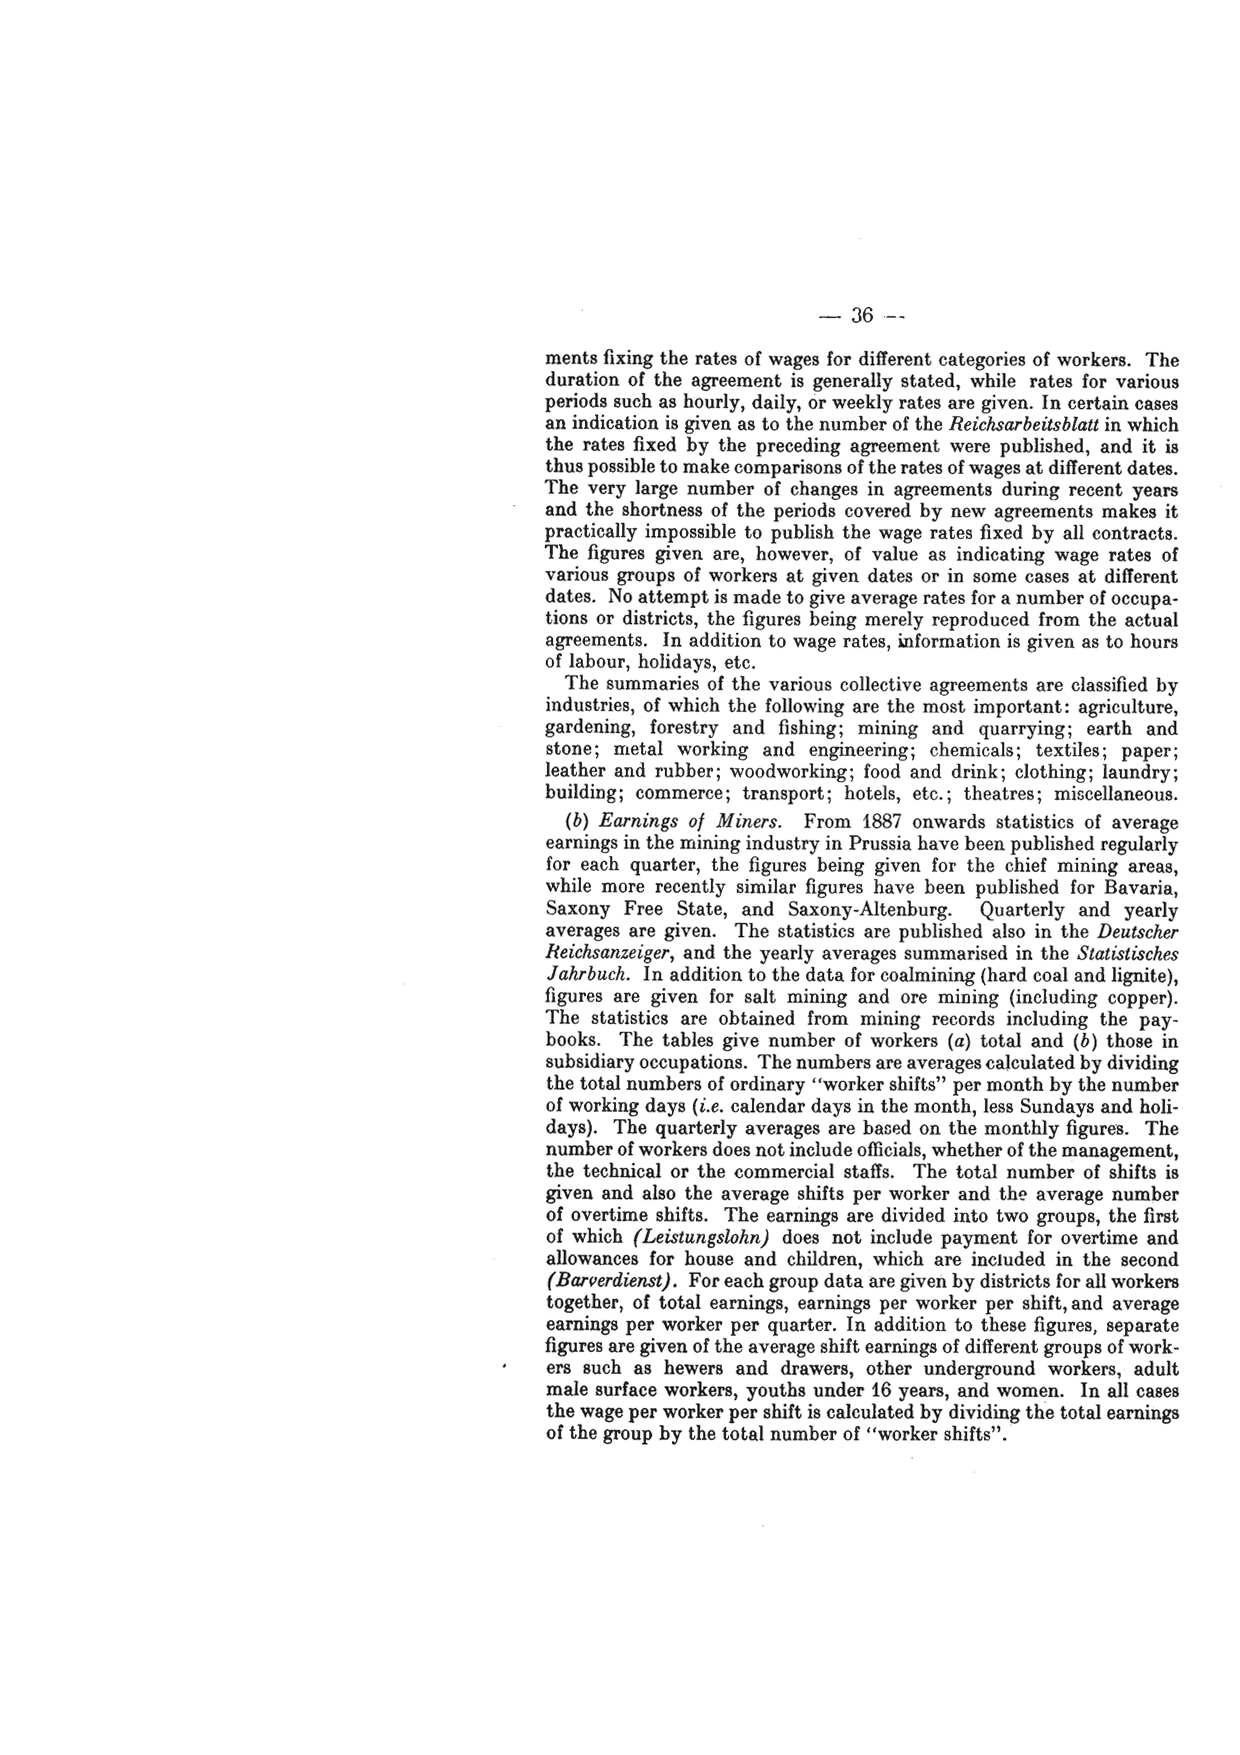 — 36 --
ments fixing the rates of wages for different categories of workers. The
duration of the agreement is generally stated, while rates for various
periods such as hourly, daily, or weekly rates are given. In certain cases
an indication is given as to the number of the Reichsarbeitsblatt in which
the rates fixed by the preceding agreement were published, and it is
thus possible to make comparisons of the rates of wages at different dates.
The very large number of changes in agreements during recent years
and the shortness of the periods covered by new agreements makes it
practically impossible to publish the wage rates fixed by all contracts.
The figures given are, however, of value as indicating wage rates of
various groups of workers at given dates or in some cases at different
dates. No attempt is made to give average rates for a number of occupa-
tions or districts, the figures being merely reproduced from the actual
agreements. In addition to wage rates, information is given as to hours
of labour, holidays, etc.
The summaries of the various collective agreements are classified by
industries, of which the following are the most important: agriculture,
gardening, forestry and fishing; mining and quarrying; earth and
stone; metal working and engineering; chemicals; textiles; paper;
leather and rubber; woodworking; food and drink; clothing; laundry;
building; commerce; transport; hotels, etc.; theatres; miscellaneous.
(b) Earnings of Miners. From 1887 onwards statistics of average
earnings in the mining industry in Prussia have been published regularly
for each quarter, the figures being given for the chief mining areas,
while more recently similar figures have been published for Bavaria,
Saxony Free State, and Saxony-Altenburg. Quarterly and yearly
averages are given. The statistics are published also in the Deutscher
Reichsanzeiger, and the yearly averages summarised in the Statistisches
Jahrbuch. In addition to the data for coalmining (hard coal and lignite),
figures are given for salt mining and ore mining (including copper).
The statistics are obtained from mining records including the pay-
books. The tables give number of workers (a) total and (b) those in
subsidiary occupations. The numbers are averages calculated by dividing
the total numbers of ordinary “worker shifts” per month by the number
of working days (i.e. calendar days in the month, less Sundays and holi-
days). The quarterly averages are based on the monthly figures. The
number of workers does not include officials, whether of the management,
the technical or the commercial staffs. The total number of shifts is
given and also the average shifts per worker and the average number
of overtime shifts. The earnings are divided into two groups, the first
of which (Leistungslohn) does not include payment for overtime and
allowances for house and children, which are included in the second
(Barverdienst). For each group data are given by districts for all workers
together, of total earnings, earnings per worker per shift, and average
earnings per worker per quarter. In addition to these figures, separate
figures are given of the average shift earnings of different groups of work-
ers such as hewers and drawers, other underground workers, adult
male surface workers, youths under 16 years, and women. In all cases
the wage per worker per shift is calculated by dividing the total earnings
of the group by the total number of “worker shifts”.